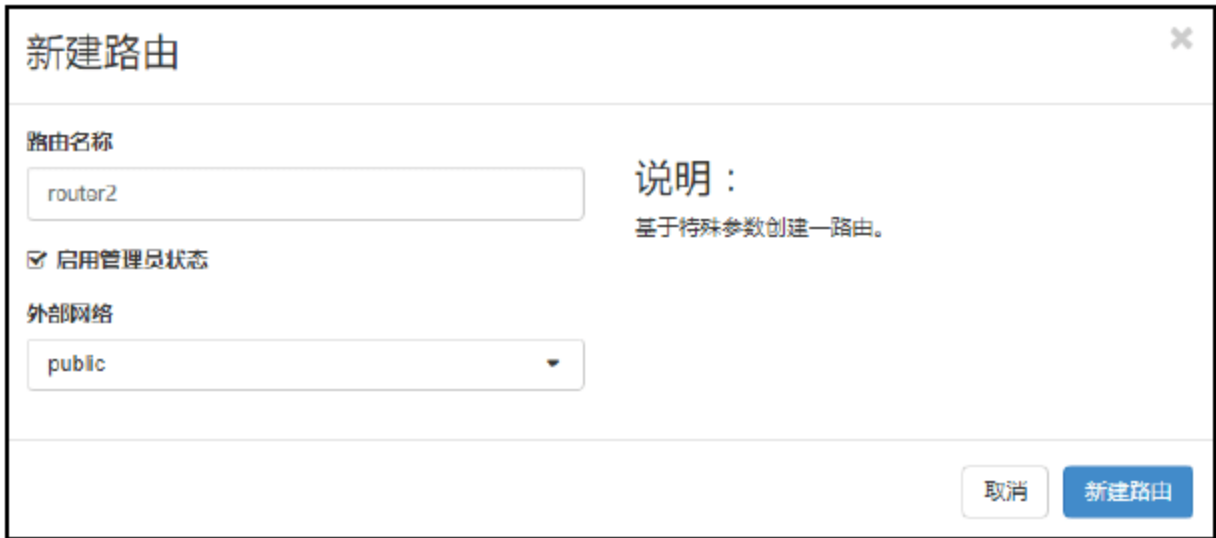 新建路由
×
路由名称
router2
启用管理员状态
外部网络
public
说明：
基于特殊参数创建一路由。
取消
新建路由